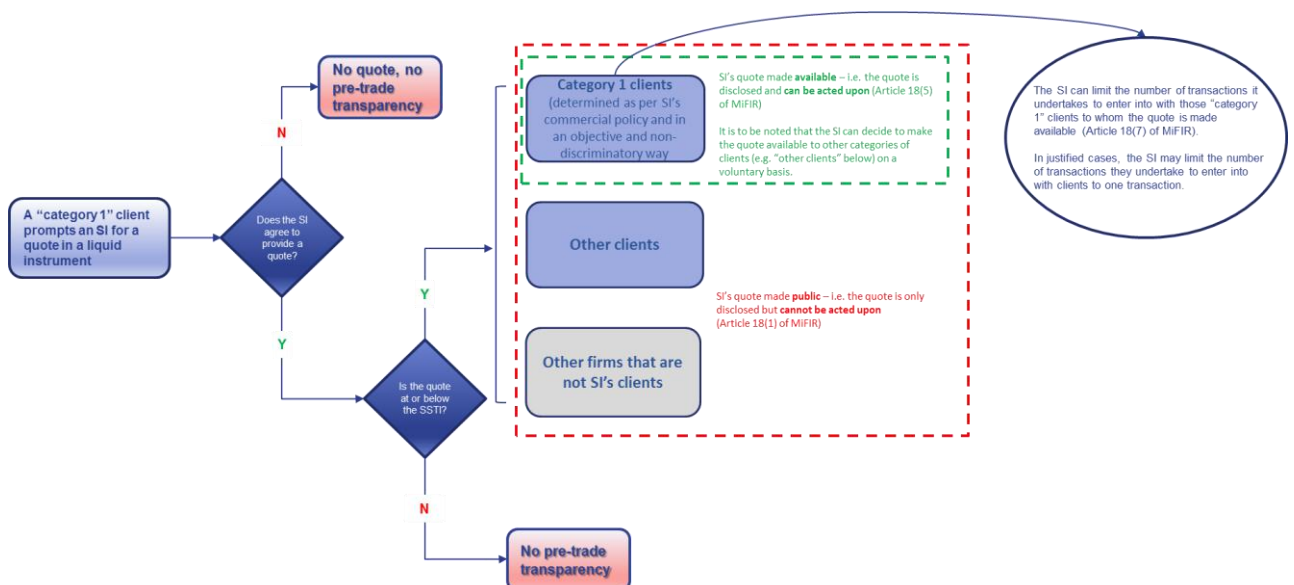 No quote, no
pre-trade
transparency
N
A “category 1” client
prompts an SI for a
quote in a liquid
instrument
Does the SI
agree to
provide a
quote?
Y
Y
Is the quote
at or below
the SSTI?
N
No pre-trade
transparency
Category 1 clients
(determined as per SI’s
commercial policy and in
an objective and non-
discriminatory way
SI’s quote made available – i.e. the quote is
disclosed and can be acted upon (Article 18(5)
of MiFIR)
It is to be noted that the SI can decide to make
the quote available to other categories of
clients (e.g. “other clients” below) on a
voluntary basis.
Other clients
Other firms that are
not SI’s clients
SI’s quote made public – i.e. the quote is only
disclosed but cannot be acted upon
(Article 18(1) of MiFIR)
The SI can limit the number of transactions it
undertakes to enter into with those “category
1” clients to whom the quote is made
available (Article 18(7) of MiFIR).
In justified cases, the SI may limit the number
of transactions they undertake to enter into
with clients to one transaction.